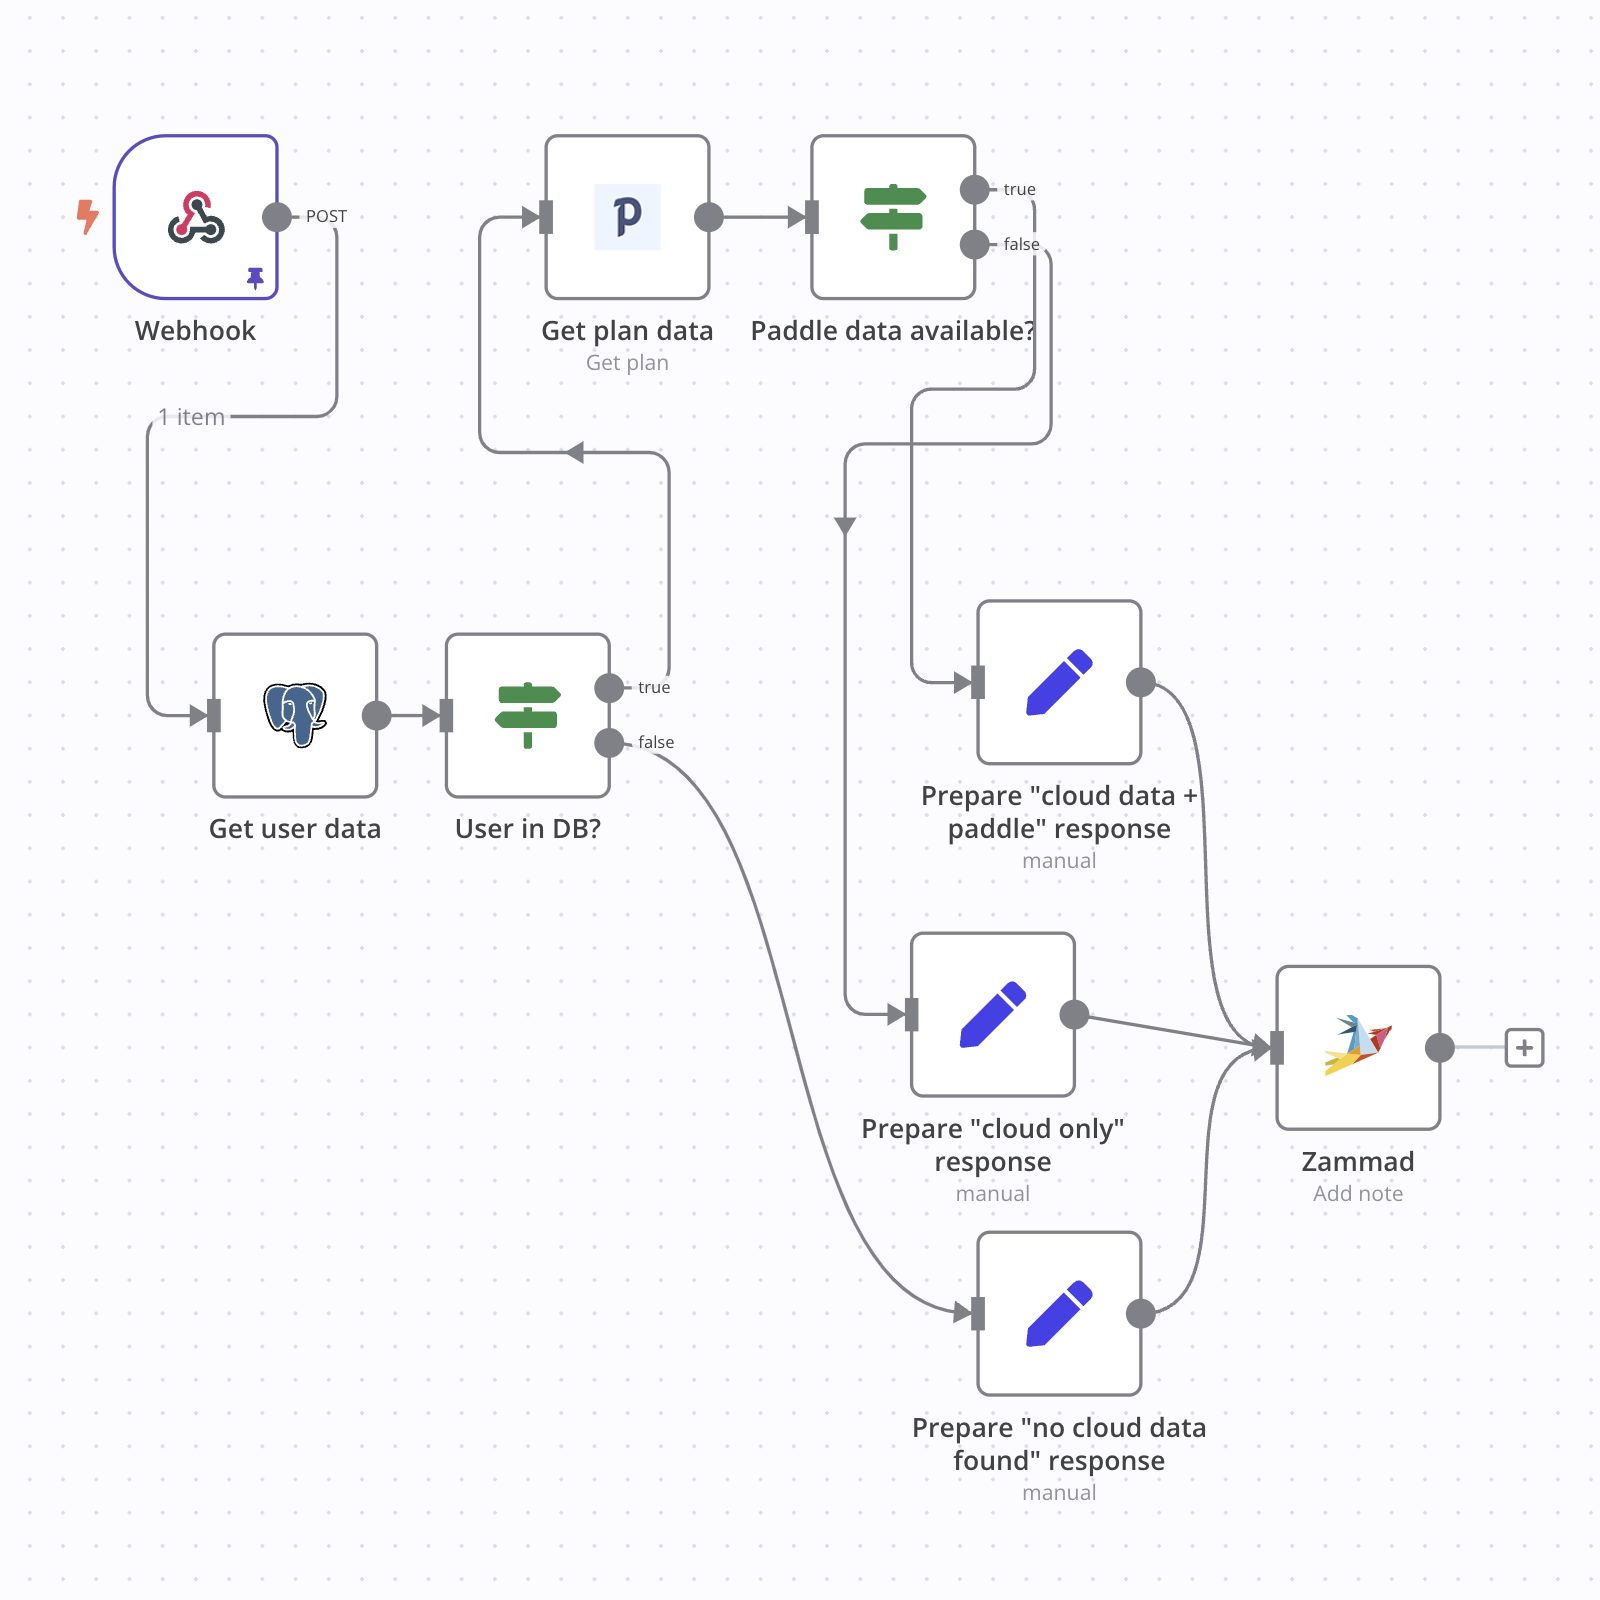 POST
Webhook
1 item
Get plan data
Get plan
true
false
Paddle data available?
Get user data
true
false
User in DB?
Prepare "cloud data +
paddle" response
manual
Prepare "cloud only"
response
manual
Zammad
Add note
Prepare "no cloud data
found" response
manual